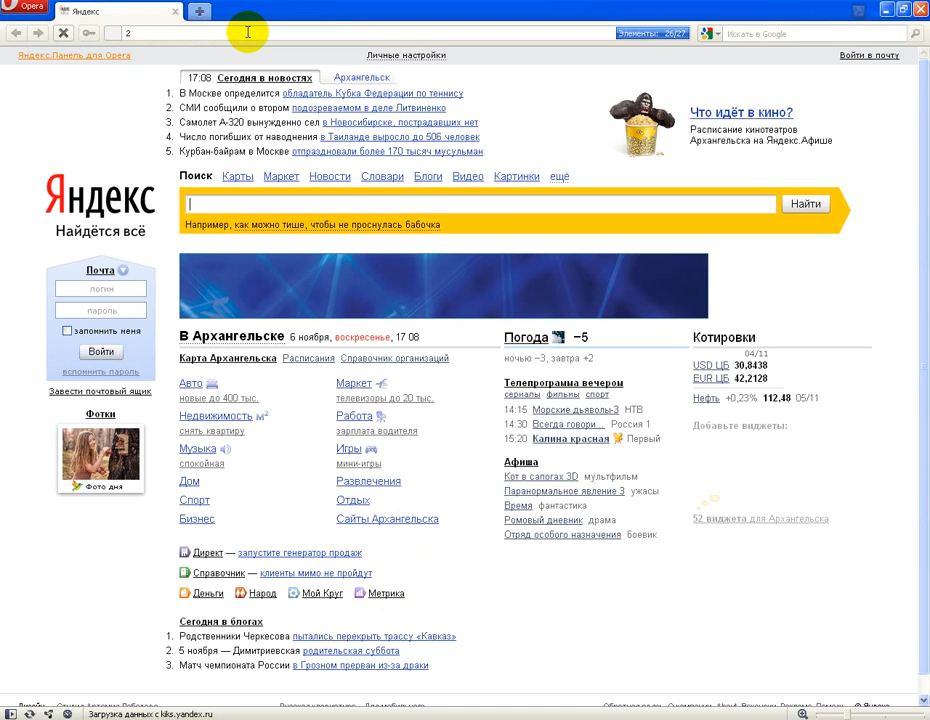 Opera
Яндекс
2
Элементы: 26/27
Искать в Google
Яндекс.Панель для Opera
Личные настройки
Войти в почту
17:08 Сегодня в новостях Архангельск
1. В Москве определится обладатель Кубка Федерации по теннису
2. СМИ сообщили о втором подозреваемом в деле Литвиненко
3. Самолет А-320 вынужденно сел в Новосибирске, пострадавших нет
4. Число погибших от наводнения в Таиланде выросло до 506 человек
5. Курбан-байрам в Москве отпраздновали более 170 тысяч мусульман
Что идёт в кино?
Расписание кинотеатров
Архангельска на Яндекс.Афише
Яндекс
Найдётся всё
Поиск Карты Маркет Новости Словари Блоги Видео Картинки ещё
Найти
Например, как можно тише, чтобы не проснулась бабочка
Почта
логин
пароль
запомнить меня
Войти
вспомнить пароль
Завести почтовый ящик
Фотки
Фото дня
В Архангельске 6 ноября, воскресенье, 17 08
Карта Архангельска Расписания Справочник организаций
Авто
новые до 400 тыс.
Недвижимость м²
снять квартиру
Музыка
спокойная
Дом
Спорт
Бизнес
Маркет
телевизоры до 20 тыс.
Работа
зарплата водителя
Игры
мини-игры
Развлечения
Отдых
Сайты Архангельска
Погода −5
ночью −3, завтра +2
Телепрограмма вечером
сериалы фильмы спорт
14:15 Морские дьяволы-3 НТВ
14:30 Всегда говори... Россия 1
15:20 Калина красная Первый
Афиша
Кот в сапогах 3D мультфильм
Паранормальное явление 3 ужасы
Время фантастика
Ромовый дневник драма
Отряд особого назначения боевик
Котировки
04/11
USD ЦБ 30,8438
EUR ЦБ 42,2128
Нефть +0,23% 112,48 05/11
Добавьте виджеты:
52 виджета для Архангельска
Директ — запустите генератор продаж
Справочник — клиенты мимо не пройдут
Деньги Народ Мой Круг Метрика
Сегодня в блогах
1. Родственники Черкесова пытались перекрыть трассу «Кавказ»
2. 5 ноября — Димитриевская родительская суббота
3. Матч чемпионата России в Грозном прерван из-за драки
Загрузка данных с kiks.yandex.ru